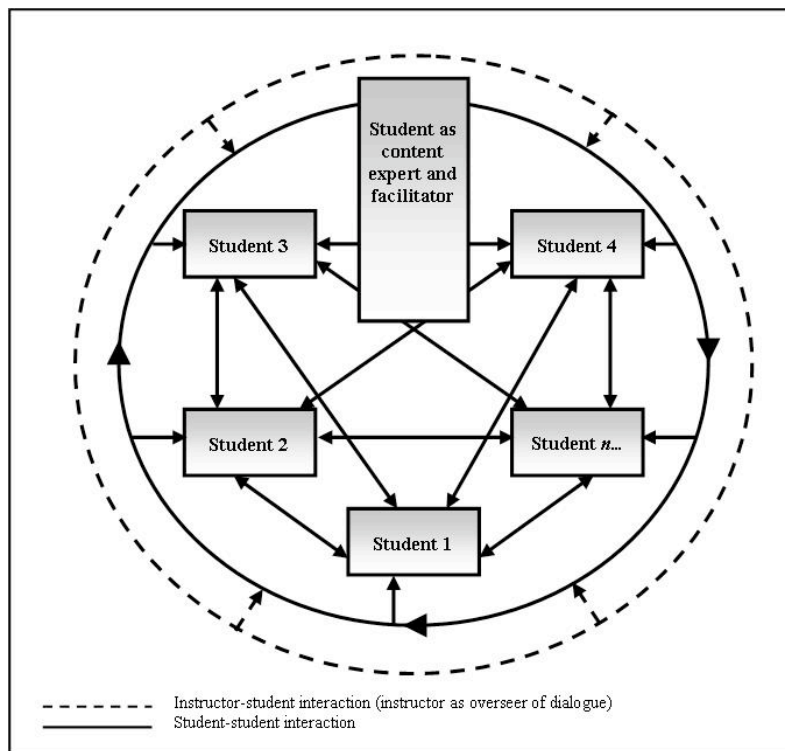 Student as
content
expert and
facilitator
Student 3
Student 4
Student 2
Student n...
Student 1
Instructor-student interaction (instructor as overseer of dialogue)
Student-student interaction